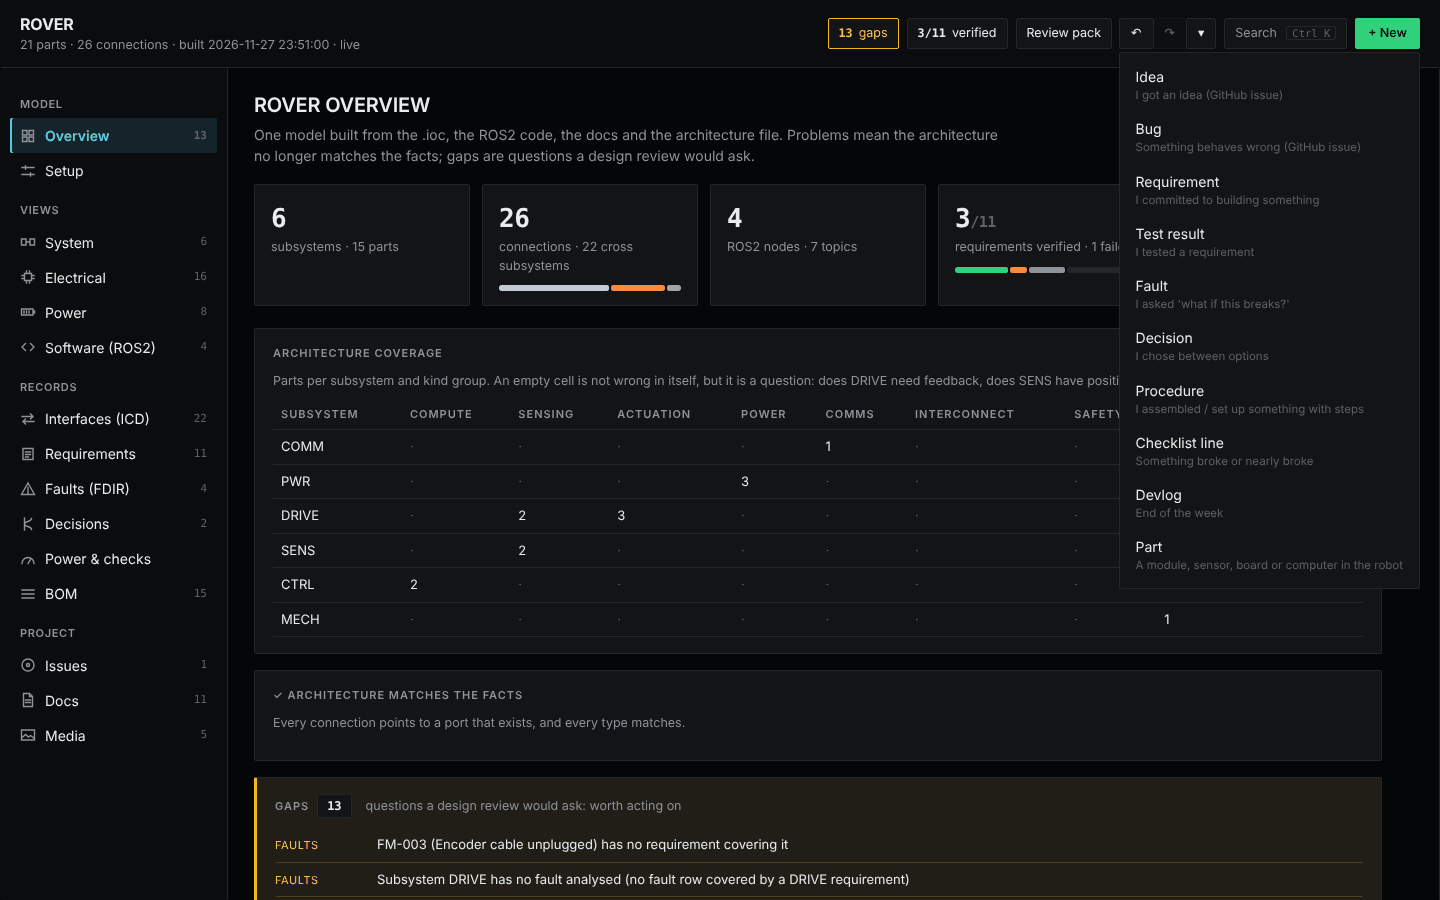 ROVER
21 parts · 26 connections · built 2026-11-27 23:51:00 · live
13 gaps
3/11 verified
Review pack
Search Ctrl K
+ New
MODEL
Overview 13
Setup
VIEWS
System 6
Electrical 16
Power 8
Software (ROS2) 4
RECORDS
Interfaces (ICD) 22
Requirements 11
Faults (FDIR) 4
Decisions 2
Power & checks
BOM 15
PROJECT
Issues 1
Docs 11
Media 5
ROVER OVERVIEW
One model built from the .ioc, the ROS2 code, the docs and the architecture file. Problems mean the architecture
no longer matches the facts; gaps are questions a design review would ask.
6
subsystems · 15 parts
26
connections · 22 cross
subsystems
4
ROS2 nodes · 7 topics
3/11
requirements verified · 1
ARCHITECTURE COVERAGE
Parts per subsystem and kind group. An empty cell is not wrong in itself, but it is a question: does DRIVE need feedback, does SENS have
SUBSYSTEM COMPUTE SENSING ACTUATION POWER COMMS INTERCONNECT SAFETY
COMM · · · · 1 · ·
PWR · · · 3 · · ·
DRIVE · 2 3 · · · ·
SENS · 2 · · · · ·
CTRL 2 · · · · · ·
MECH · · · · · · · 1
✓ ARCHITECTURE MATCHES THE FACTS
Every connection points to a port that exists, and every type matches.
GAPS 13 questions a design review would ask: worth acting on
FAULTS FM-003 (Encoder cable unplugged) has no requirement covering it
FAULTS Subsystem DRIVE has no fault analysed (no fault row covered by a DRIVE requirement)
Idea
I got an idea (GitHub issue)
Bug
Something behaves wrong (GitHub issue)
Requirement
I committed to building something
Test result
I tested a requirement
Fault
I asked 'what if this breaks?'
Decision
I chose between options
Procedure
I assembled / set up something with steps
Checklist line
Something broke or nearly broke
Devlog
End of the week
Part
A module, sensor, board or computer in the robot